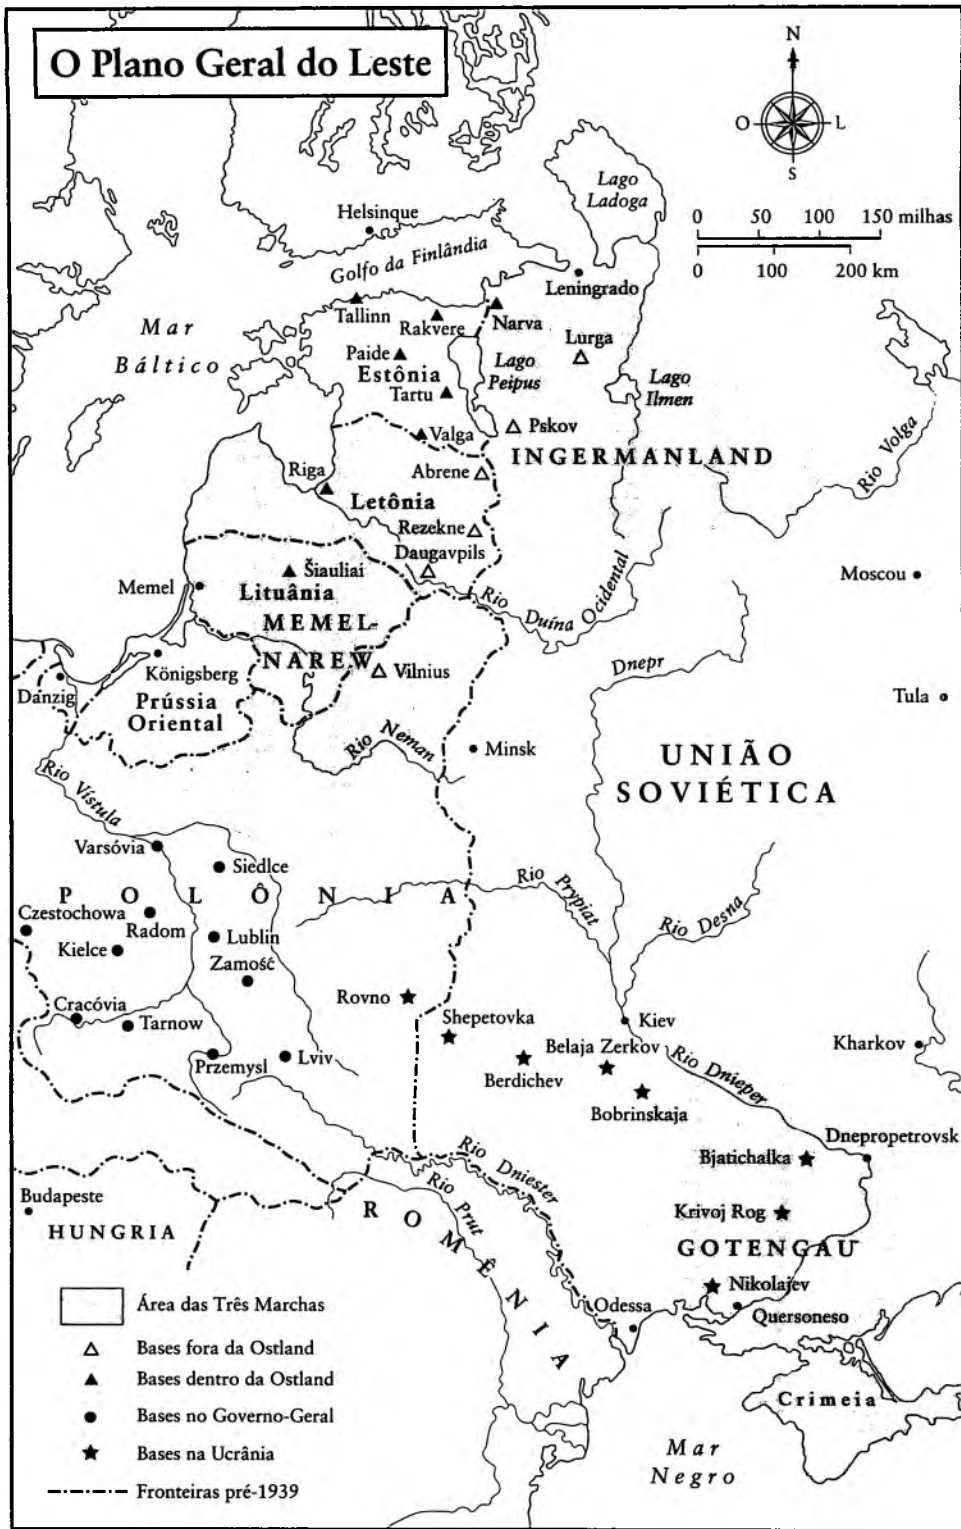 O Plano Geral do Leste
N
O
L
S
0 50 100 150 milhas
0 100 200 km
Lago
Ladoga
Helsinque
Golfo da Finlândia
Leningrado
Mar
Báltico
Tallinn
Rakvere
Narva
Lurga
Paide
Estônia
Lago
Peipus
Tartu
Lago
Ilmen
Valga
Pskov
Rio Volga
INGERMANLAND
Riga
Abrene
Letônia
Rezekne
Daugavpils
Memel
Šiauliai
Lituânia
MEMEL-
NAREW
Rio Duína Ocidental
Moscou
Königsberg
Vilnius
Dnepr
Danzig
Prússia
Oriental
Tula
Rio Neman
Minsk
UNIÃO
SOVIÉTICA
Rio Vístula
Varsóvia
Siedlce
POLÔNIA
Rio Prypiat
Rio Desna
Czestochowa
Radom
Kielce
Lublin
Zamość
Rovno
Cracóvia
Tarnow
Shepetovka
Kiev
Kharkov
Przemysl
Lviv
Belaja Zerkov
Berdichev
Rio Dnieper
Bobrinskaja
Dnepropetrovsk
Bjatichalka
Rio Dniester
Rio Prut
Budapeste
HUNGRIA
ROMÊNIA
Krivoj Rog
GOTENGAU
Nikolajev
Odessa
Quersoneso
Crimeia
Mar
Negro
Área das Três Marchas
Bases fora da Ostland
Bases dentro da Ostland
Bases no Governo-Geral
Bases na Ucrânia
Fronteiras pré-1939